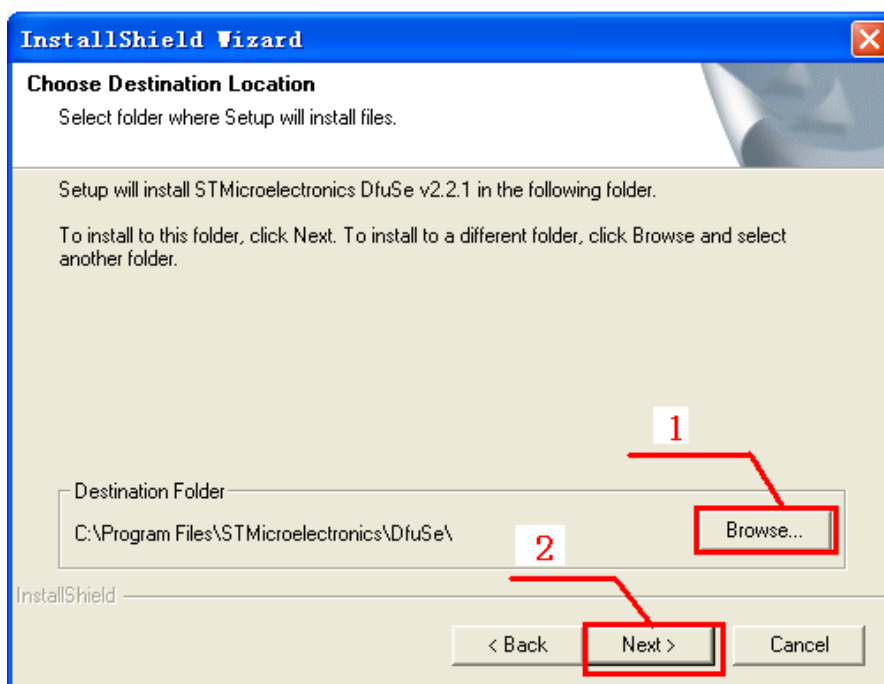 InstallShield Wizard
Choose Destination Location
Select folder where Setup will install files.
Setup will install STMicroelectronics DfuSe v2.2.1 in the following folder.
To install to this folder, click Next. To install to a different folder, click Browse and select
another folder.
1
Destination Folder
C:\Program Files\STMicroelectronics\DfuSe\
Browse...
2
InstallShield
< Back
Next >
Cancel